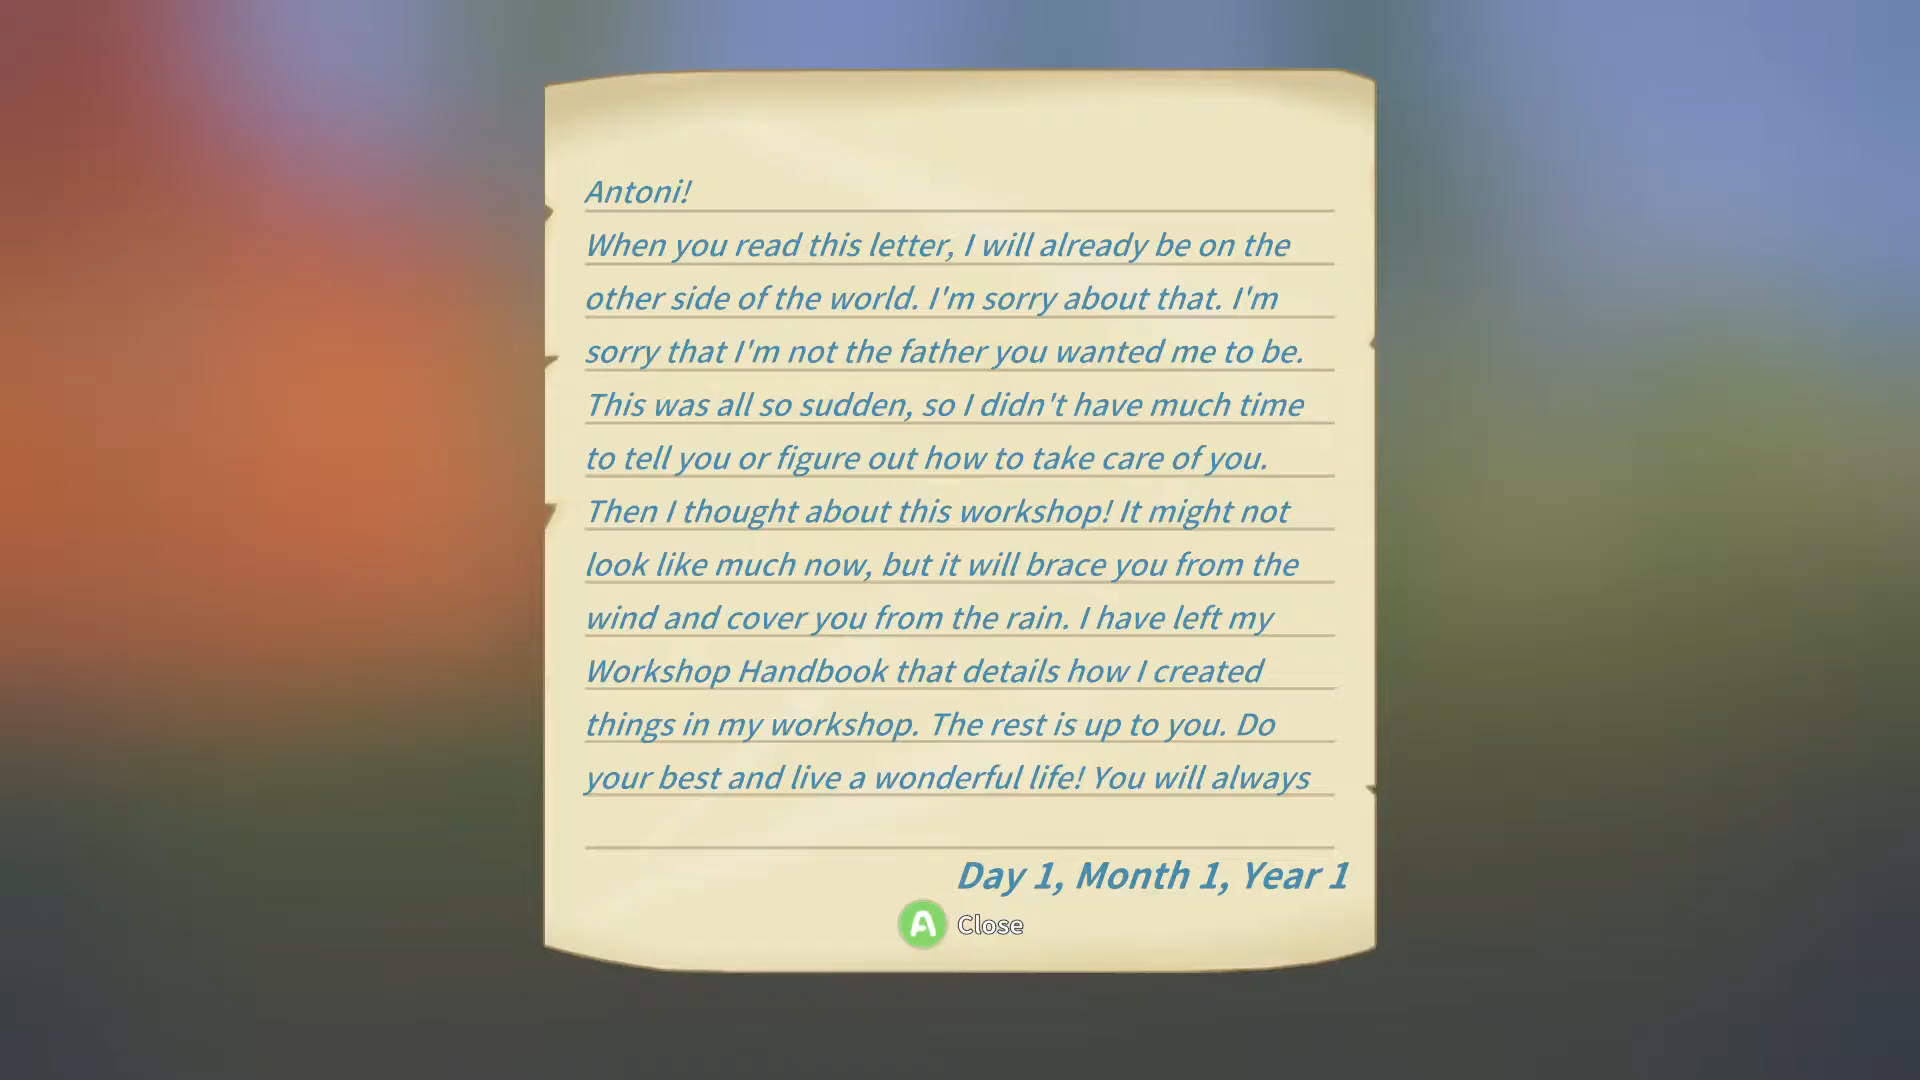 Antoni!
When you read this letter, I will already be on the
other side of the world. I'm sorry about that. I'm
sorry that I'm not the father you wanted me to be.
This was all so sudden, so I didn't have much time
to tell you or figure out how to take care of you.
Then I thought about this workshop! It might not
look like much now, but it will brace you from the
wind and cover you from the rain. I have left my
Workshop Handbook that details how I created
things in my workshop. The rest is up to you. Do
your best and live a wonderful life! You will always
Day 1, Month 1, Year 1
A Close